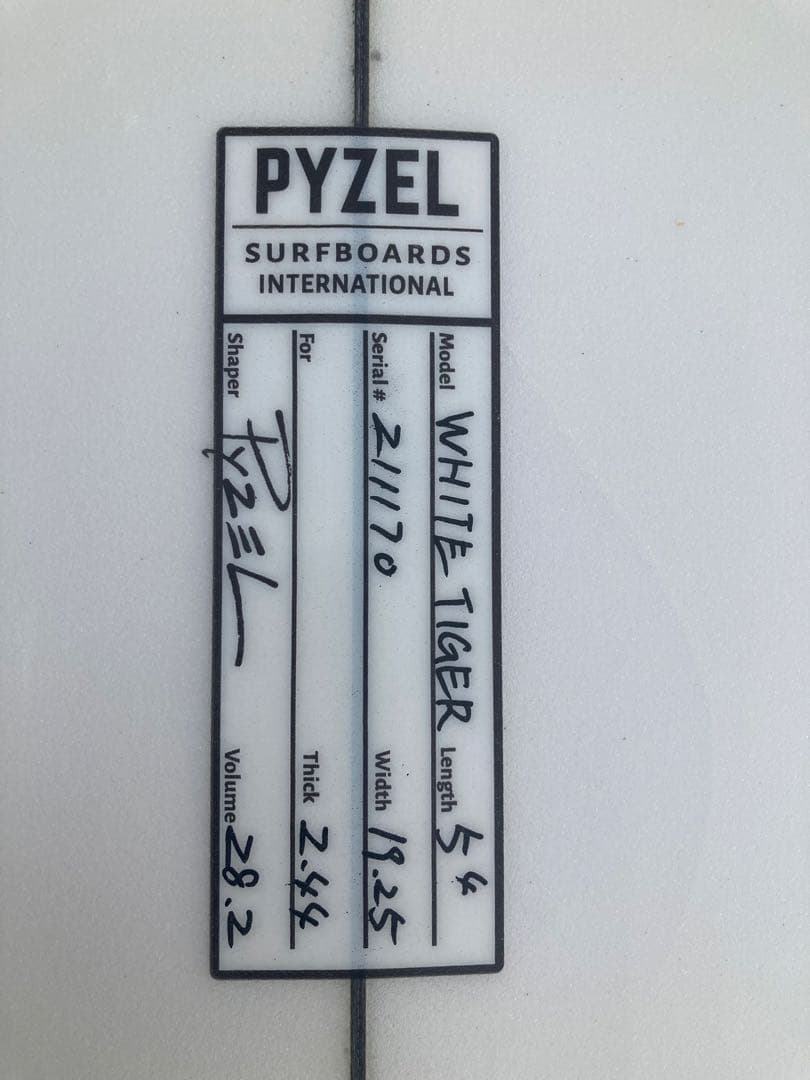 PYZEL
SURFBOARDS
INTERNATIONAL
Model WHITE TIGER Length 5 4
Serial # 211170 Width 19.25
For Thick 2.44
Shaper PYZEL Volume 28.2